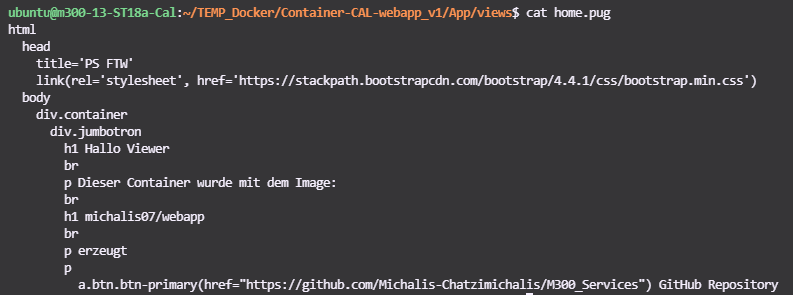 ubuntu@m300-13-ST18a-Cal:~/TEMP_Docker/Container-CAL-webapp_v1/App/views$ cat home.pug
html
  head
    title='PS FTW'
    link(rel='stylesheet', href='https://stackpath.bootstrapcdn.com/bootstrap/4.4.1/css/bootstrap.min.css')
  body
    div.container
      div.jumbotron
        h1 Hallo Viewer
        br
        p Dieser Container wurde mit dem Image:
        br
        h1 michalis07/webapp
        br
        p erzeugt
        p
          a.btn.btn-primary(href="https://github.com/Michalis-Chatzimichalis/M300_Services") GitHub Repository